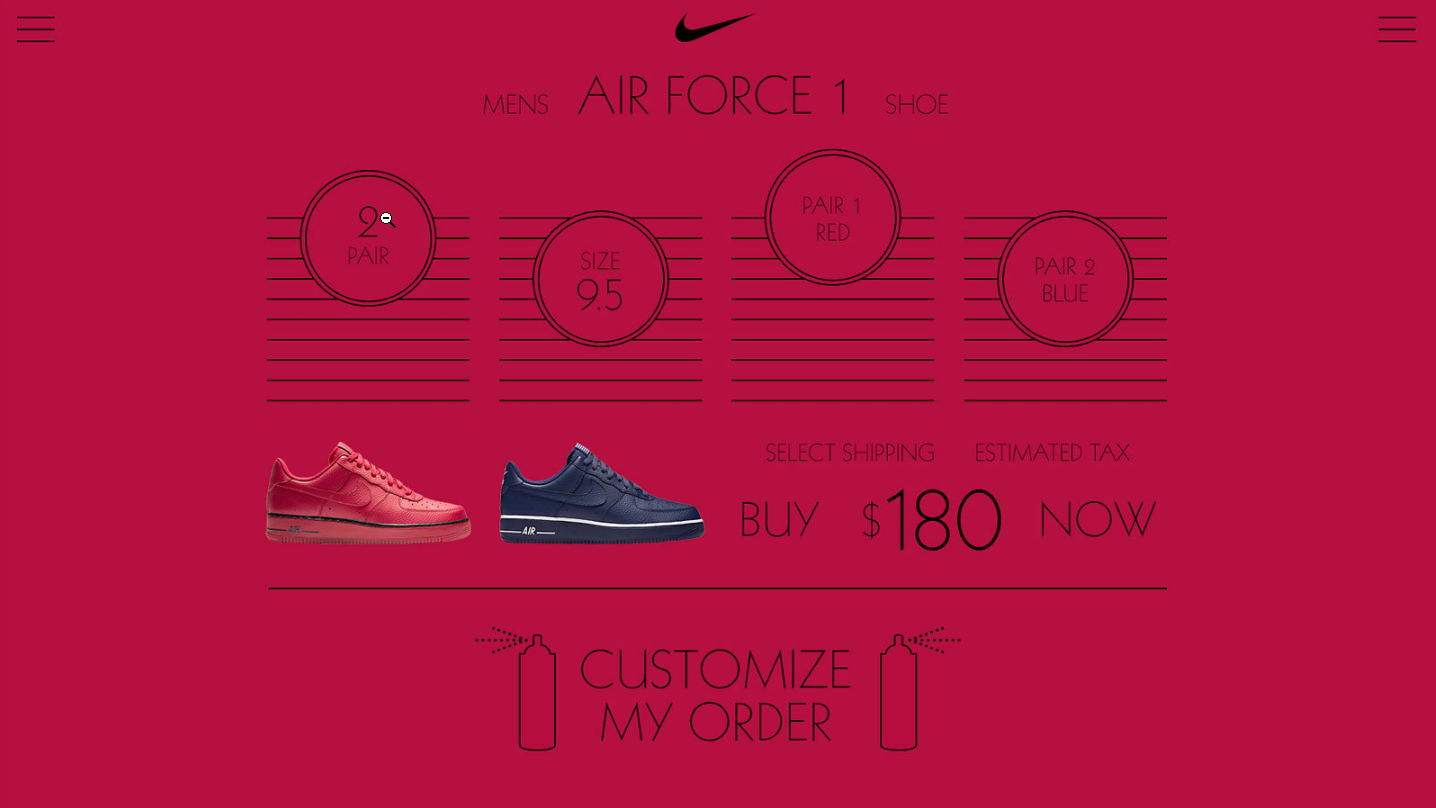 MENS AIR FORCE 1 SHOE
2
PAIR
SIZE
9.5
PAIR 1
RED
PAIR 2
BLUE
AIR
AIR
SELECT SHIPPING ESTIMATED TAX
BUY $180 NOW
CUSTOMIZE
MY ORDER